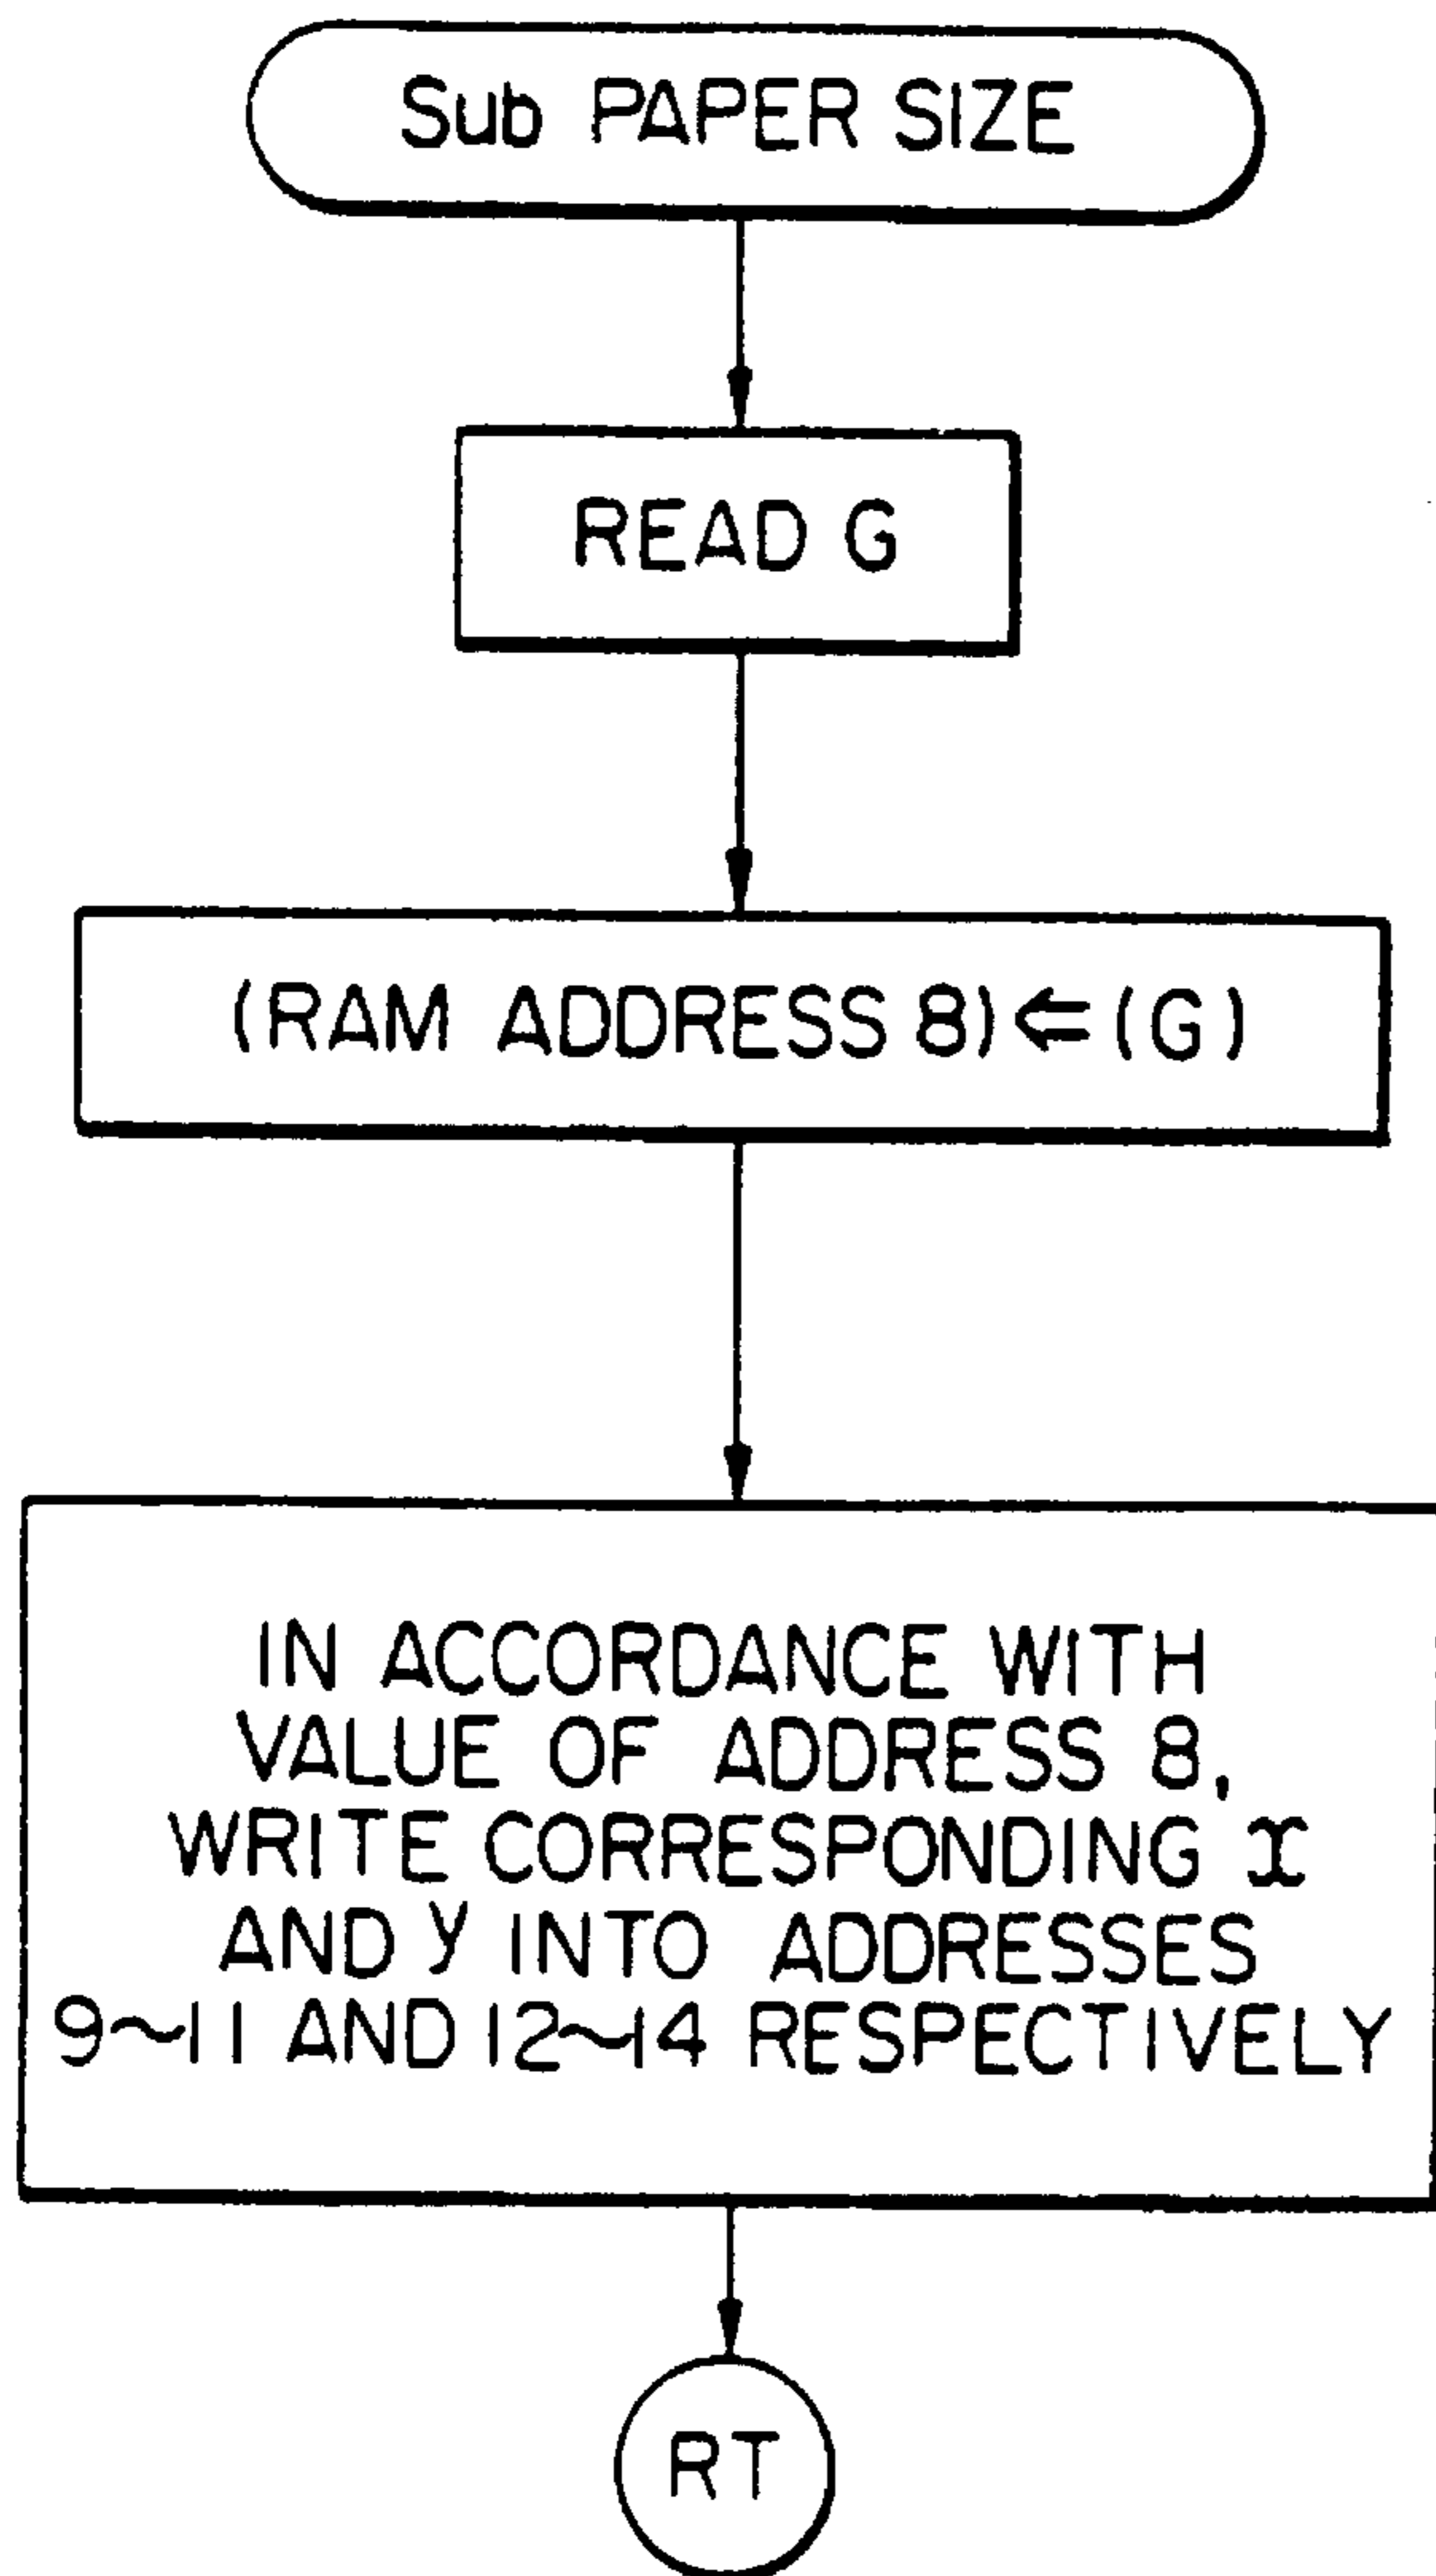 Sub PAPER SIZE
READ G
(RAM ADDRESS 8)⇐(G)
IN ACCORDANCE WITH
VALUE OF ADDRESS 8,
WRITE CORRESPONDING x
AND y INTO ADDRESSES
9~11 AND 12~14 RESPECTIVELY
RT